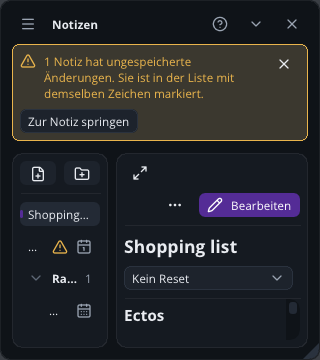 Notizen
1 Notiz hat ungespeicherte
Änderungen. Sie ist in der Liste mit
demselben Zeichen markiert.
Zur Notiz springen
Shopping...
...
Ra... 1
...
Bearbeiten
Shopping list
Kein Reset
Ectos